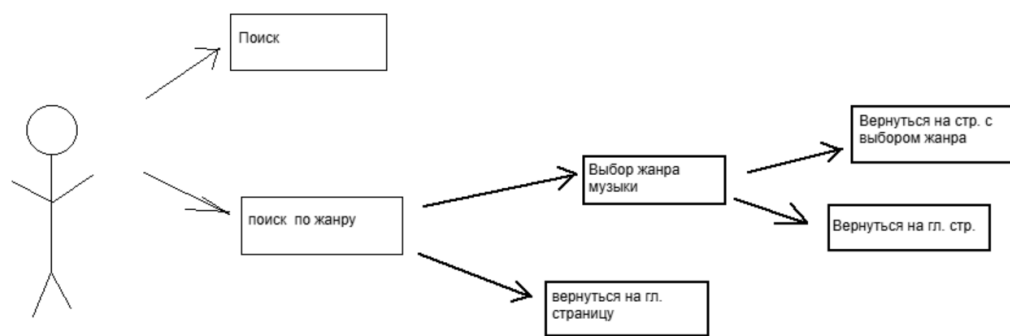 Поиск
Вернуться на стр. с
выбором жанра
Выбор жанра
музыки
поиск по жанру
Вернуться на гл. стр.
вернуться на гл.
страницу